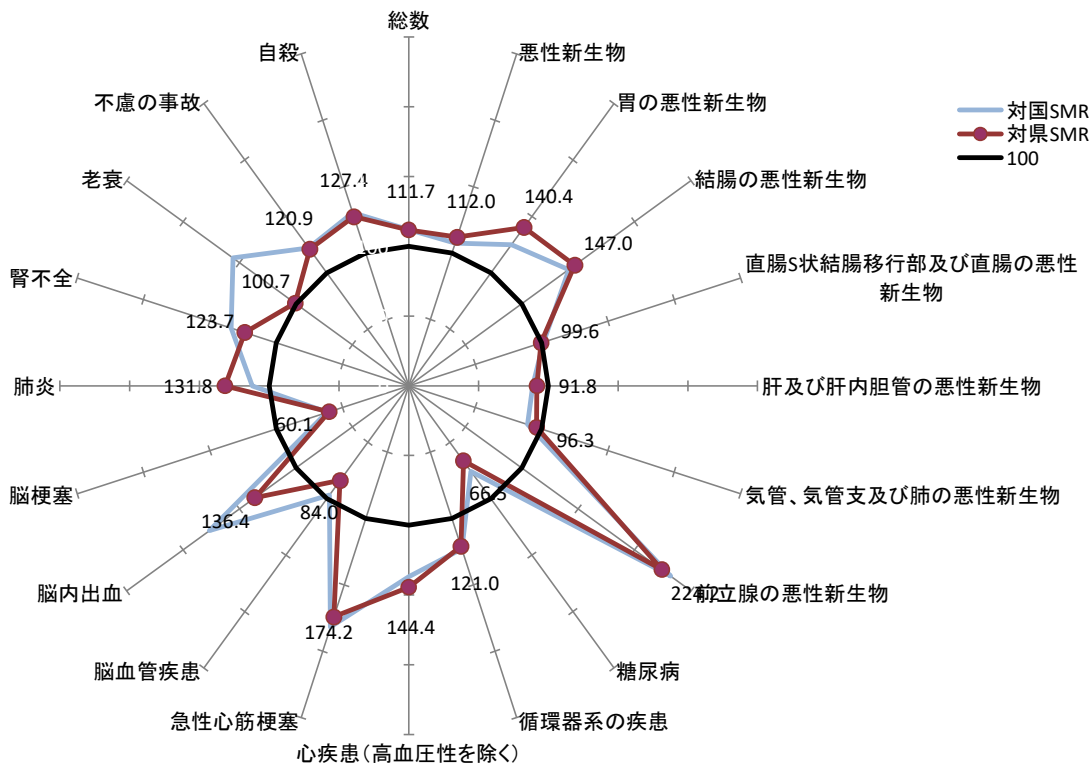 総数
悪性新生物
胃の悪性新生物
結腸の悪性新生物
直腸S状結腸移行部及び直腸の悪性
新生物
肝及び肝内胆管の悪性新生物
気管、気管支及び肺の悪性新生物
前立腺の悪性新生物
糖尿病
循環器系の疾患
心疾患(高血圧性を除く)
急性心筋梗塞
脳血管疾患
脳内出血
脳梗塞
肺炎
腎不全
老衰
不慮の事故
自殺
111.7
112.0
140.4
147.0
99.6
91.8
96.3
224.2
66.5
121.0
144.4
174.2
84.0
136.4
60.1
131.8
123.7
100.7
120.9
127.4
対国SMR
対県SMR
100